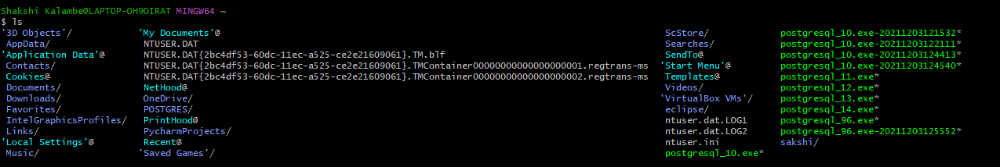 Shakshi Kalambe@LAPTOP-OH9OIRAT MINGW64 ~
$ ls
'3D Objects'/ 'My Documents'@ ScStore/ postgresql_10.exe-20211203121532*
AppData/ NTUSER.DAT Searches/ postgresql_10.exe-20211203122111*
'Application Data'@ NTUSER.DAT{2bc4df53-60dc-11ec-a525-ce2e21609061}.TM.blf SendTo@ postgresql_10.exe-20211203124413*
Contacts/ NTUSER.DAT{2bc4df53-60dc-11ec-a525-ce2e21609061}.TMContainer00000000000000000001.regtrans-ms 'Start Menu'@ postgresql_10.exe-20211203124540*
Cookies@ NTUSER.DAT{2bc4df53-60dc-11ec-a525-ce2e21609061}.TMContainer00000000000000000002.regtrans-ms Templates@ postgresql_11.exe*
Documents/ NetHood@ Videos/ postgresql_12.exe*
Downloads/ OneDrive/ 'VirtualBox VMs'/ postgresql_13.exe*
Favorites/ POSTGRES/ eclipse/ postgresql_14.exe*
IntelGraphicsProfiles/ PrintHood@ ntuser.dat.LOG1 postgresql_96.exe*
Links/ PycharmProjects/ ntuser.dat.LOG2 postgresql_96.exe-20211203125552*
'Local Settings'@ Recent@ ntuser.ini sakshi/
Music/ 'Saved Games'/ postgresql_10.exe*